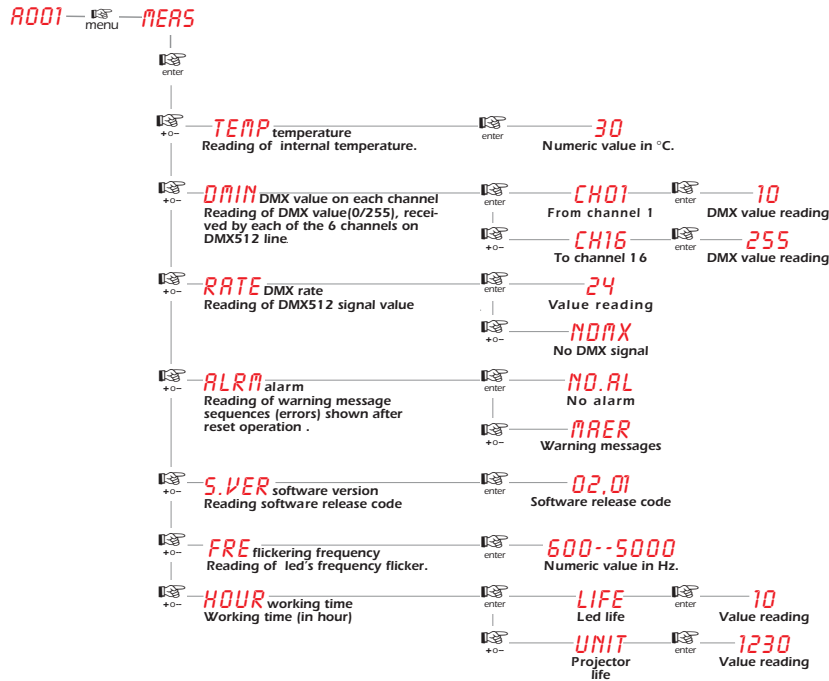 A001 menu MEAS
enter
+o- TEMP temperature enter 30
Reading of internal temperature. Numeric value in °C.
+o- DMIN DMX value on each channel enter CH01 enter 10
Reading of DMX value(0/255), recei- From channel 1 DMX value reading
ved by each of the 6 channels on
DMX512 line. +o- CH16 enter 255
To channel 16 DMX value reading
+o- RATE DMX rate enter 24
Reading of DMX512 signal value Value reading
+o- NDMX
No DMX signal
+o- ALRM alarm enter NO.AL
Reading of warning message No alarm
sequences (errors) shown after
reset operation . +o- MAER
Warning messages
+o- S.VER software version enter 02,01
Reading software release code Software release code
+o- FRE flickering frequency enter 600--5000
Reading of led's frequency flicker. Numeric value in Hz.
+o- HOUR working time enter LIFE enter 10
Working time (in hour) Led life Value reading
+o- UNIT enter 1230
Projector Value reading
life